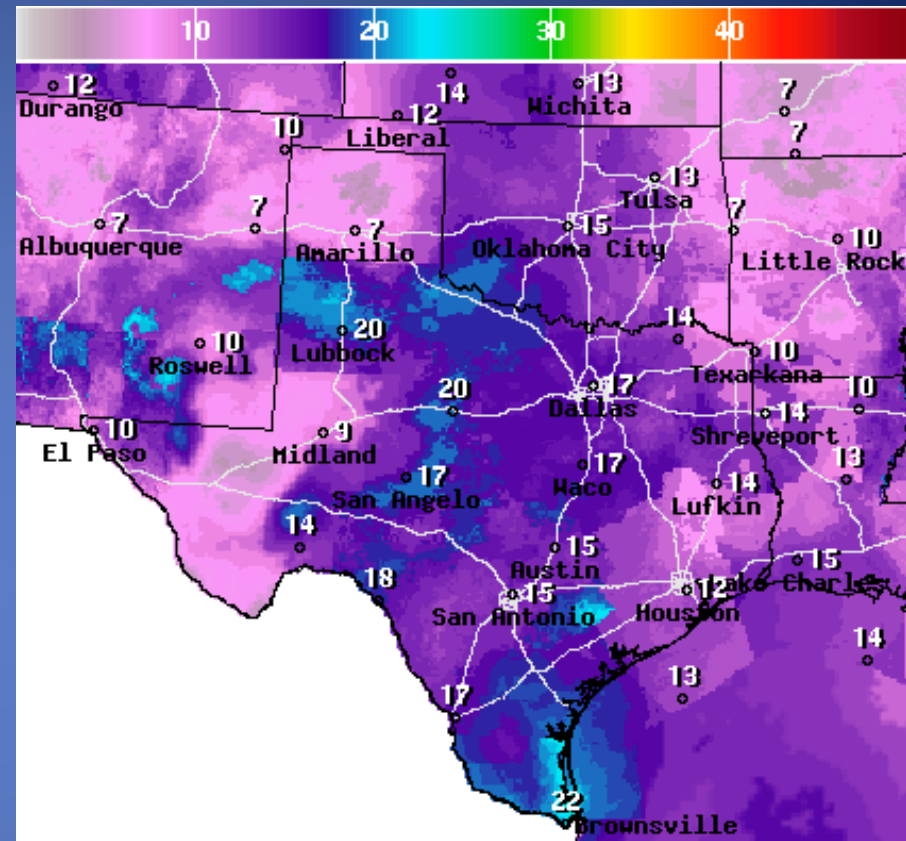 10 20 30 40
12
Durango
14
13
Wichita
7
12
Liberal
10
7
13
Tulsa
7
Albuquerque
7
7
Amarillo
15
Oklahoma City
7
10
Little Rock
10
Roswell
20
Lubbock
14
10
Texarkana
17
Dallas
20
14
Shreveport
10
10
El Paso
9
Midland
17
San Angelo
17
Waco
14
Lufkin
13
14
15
Austin
15
Lake Charles
18
15
San Antonio
12
Houston
14
13
17
22
Brownsville